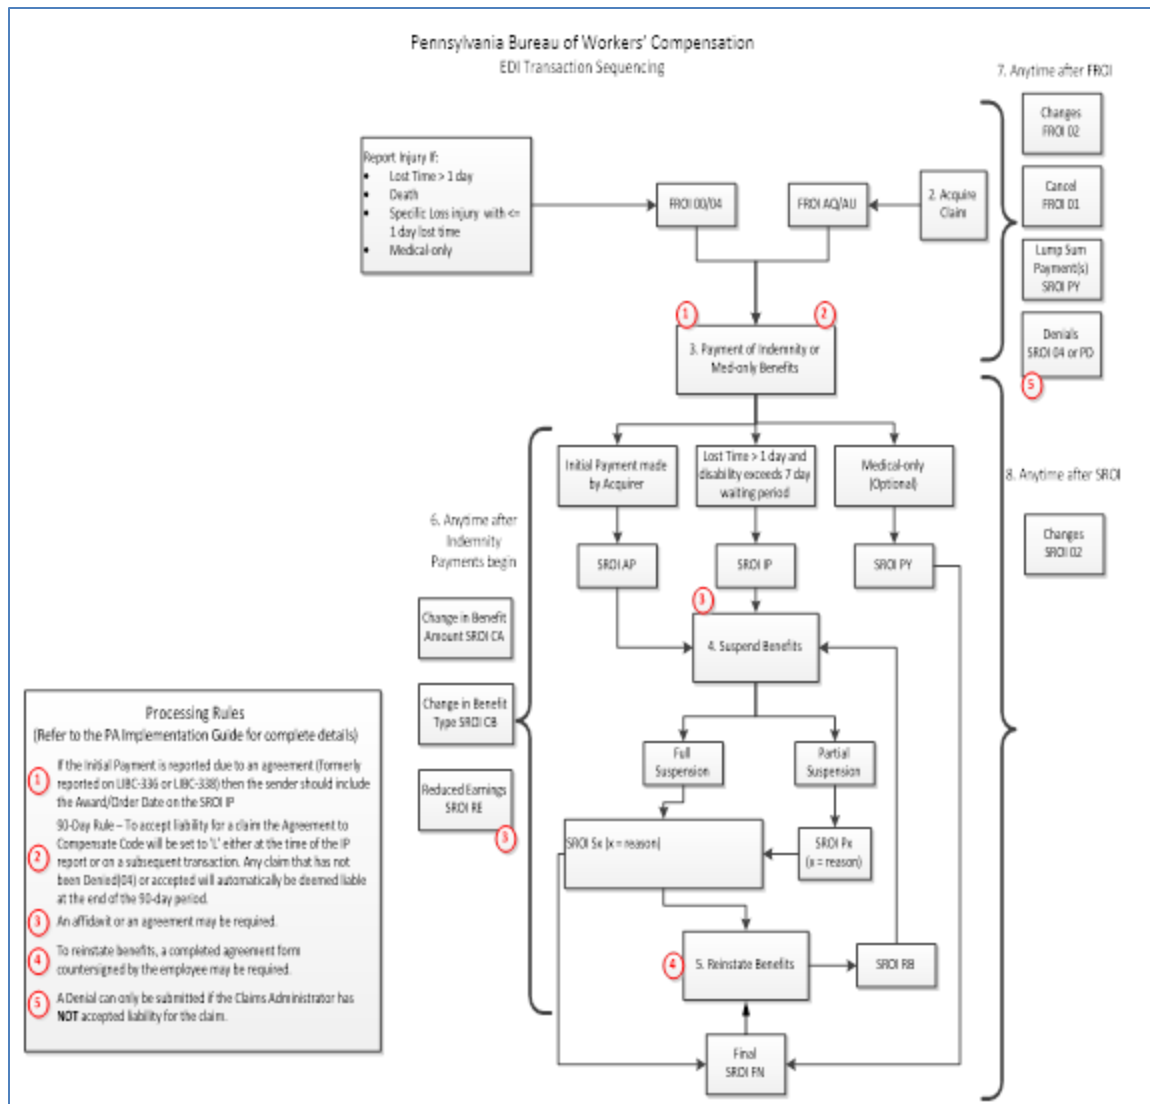 Pennsylvania Bureau of Workers' Compensation
EDI Transaction Sequencing
7. Anytime after FROI
Changes
FROI 02
Cancel
FROI 01
Lump Sum
Payment(s)
SROI PY
Denials
SROI 04 or PD
5
Report Injury If:
• Lost Time > 1 day
• Death
• Specific Loss injury with <=
1 day lost time
• Medical-only
FROI 00/04
FROI AQ/AU
2. Acquire
Claim
1
2
3. Payment of Indemnity or
Med-only Benefits
Initial Payment made
by Acquirer
Lost Time > 1 day and
disability exceeds 7 day
waiting period
Medical-only
(Optional)
8. Anytime after SROI
Changes
SROI 02
6. Anytime after
Indemnity
Payments begin
SROI AP
SROI IP
SROI PY
3
Change in Benefit
Amount SROI CA
4. Suspend Benefits
Change in Benefit
Type SROI CB
Full
Suspension
Partial
Suspension
Reduced Earnings
SROI RE
3
SROI Sx (x = reason)
SROI Px
(x = reason)
4
5. Reinstate Benefits
SROI RB
Final
SROI FN
Processing Rules
(Refer to the PA Implementation Guide for complete details)
1
If the Initial Payment is reported due to an agreement (formerly
reported on LIBC-336 or LIBC-338) then the sender should include
the Award/Order Date on the SROI IP
2
90-Day Rule – To accept liability for a claim the Agreement to
Compensate Code will be set to 'L' either at the time of the IP
report or on a subsequent transaction. Any claim that has not
been Denied(04) or accepted will automatically be deemed liable
at the end of the 90-day period.
3
An affidavit or an agreement may be required.
4
To reinstate benefits, a completed agreement form
countersigned by the employee may be required.
5
A Denial can only be submitted if the Claims Administrator has
NOT accepted liability for the claim.